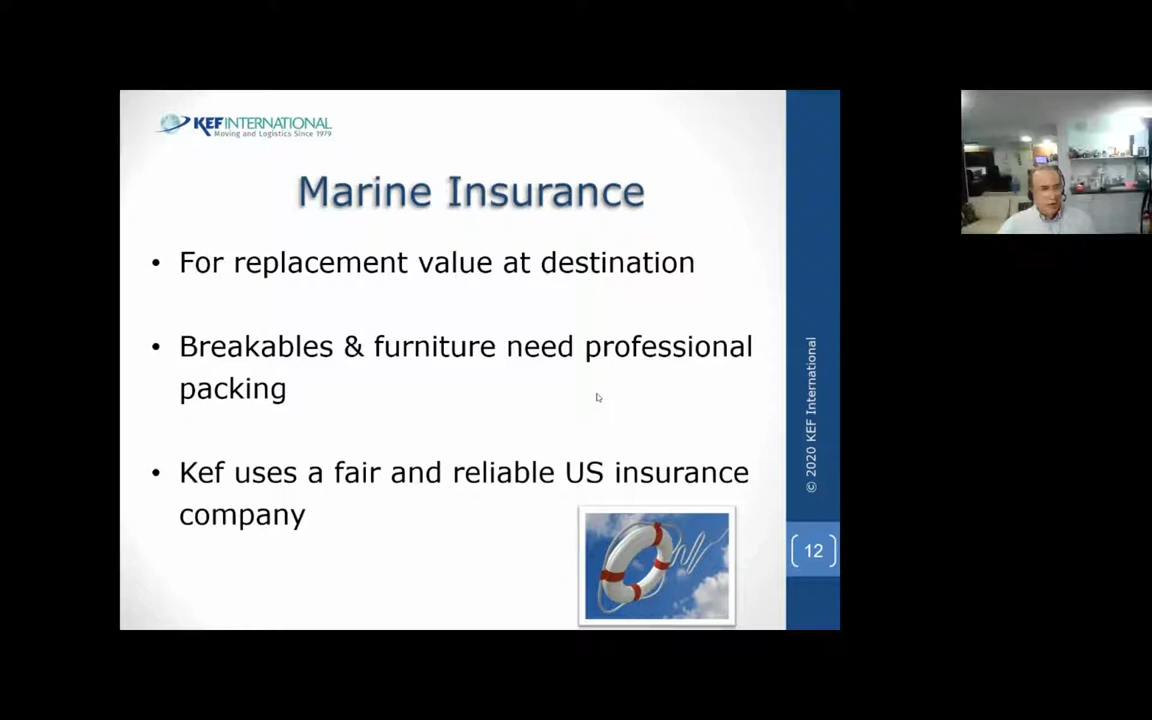 KEF INTERNATIONAL
Moving and Logistics Since 1979
Marine Insurance
• For replacement value at destination
• Breakables & furniture need professional
packing
• Kef uses a fair and reliable US insurance
company
© 2020 KEF International
12